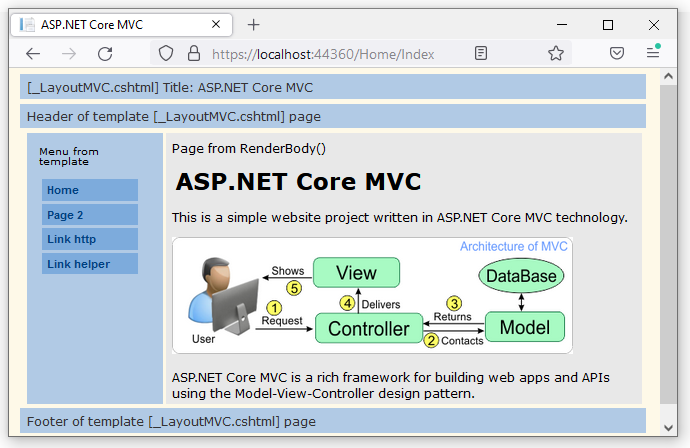 ASP.NET Core MVC
https://localhost:44360/Home/Index
[_LayoutMVC.cshtml] Title: ASP.NET Core MVC
Header of template [_LayoutMVC.cshtml] page
Menu from
template
Home
Page 2
Link http
Link helper
Page from RenderBody()
ASP.NET Core MVC
This is a simple website project written in ASP.NET Core MVC technology.
Architecture of MVC
User
1
Request
Shows
5
View
4
Delivers
Controller
3
Returns
2
Contacts
DataBase
Model
ASP.NET Core MVC is a rich framework for building web apps and APIs
using the Model-View-Controller design pattern.
Footer of template [_LayoutMVC.cshtml] page